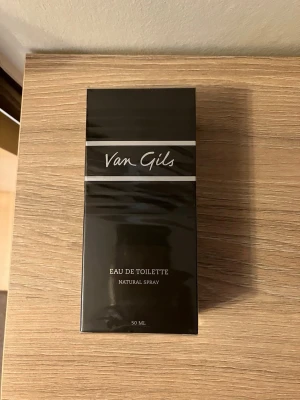 Van Gils
EAU DE TOILETTE
NATURAL SPRAY
50 ML